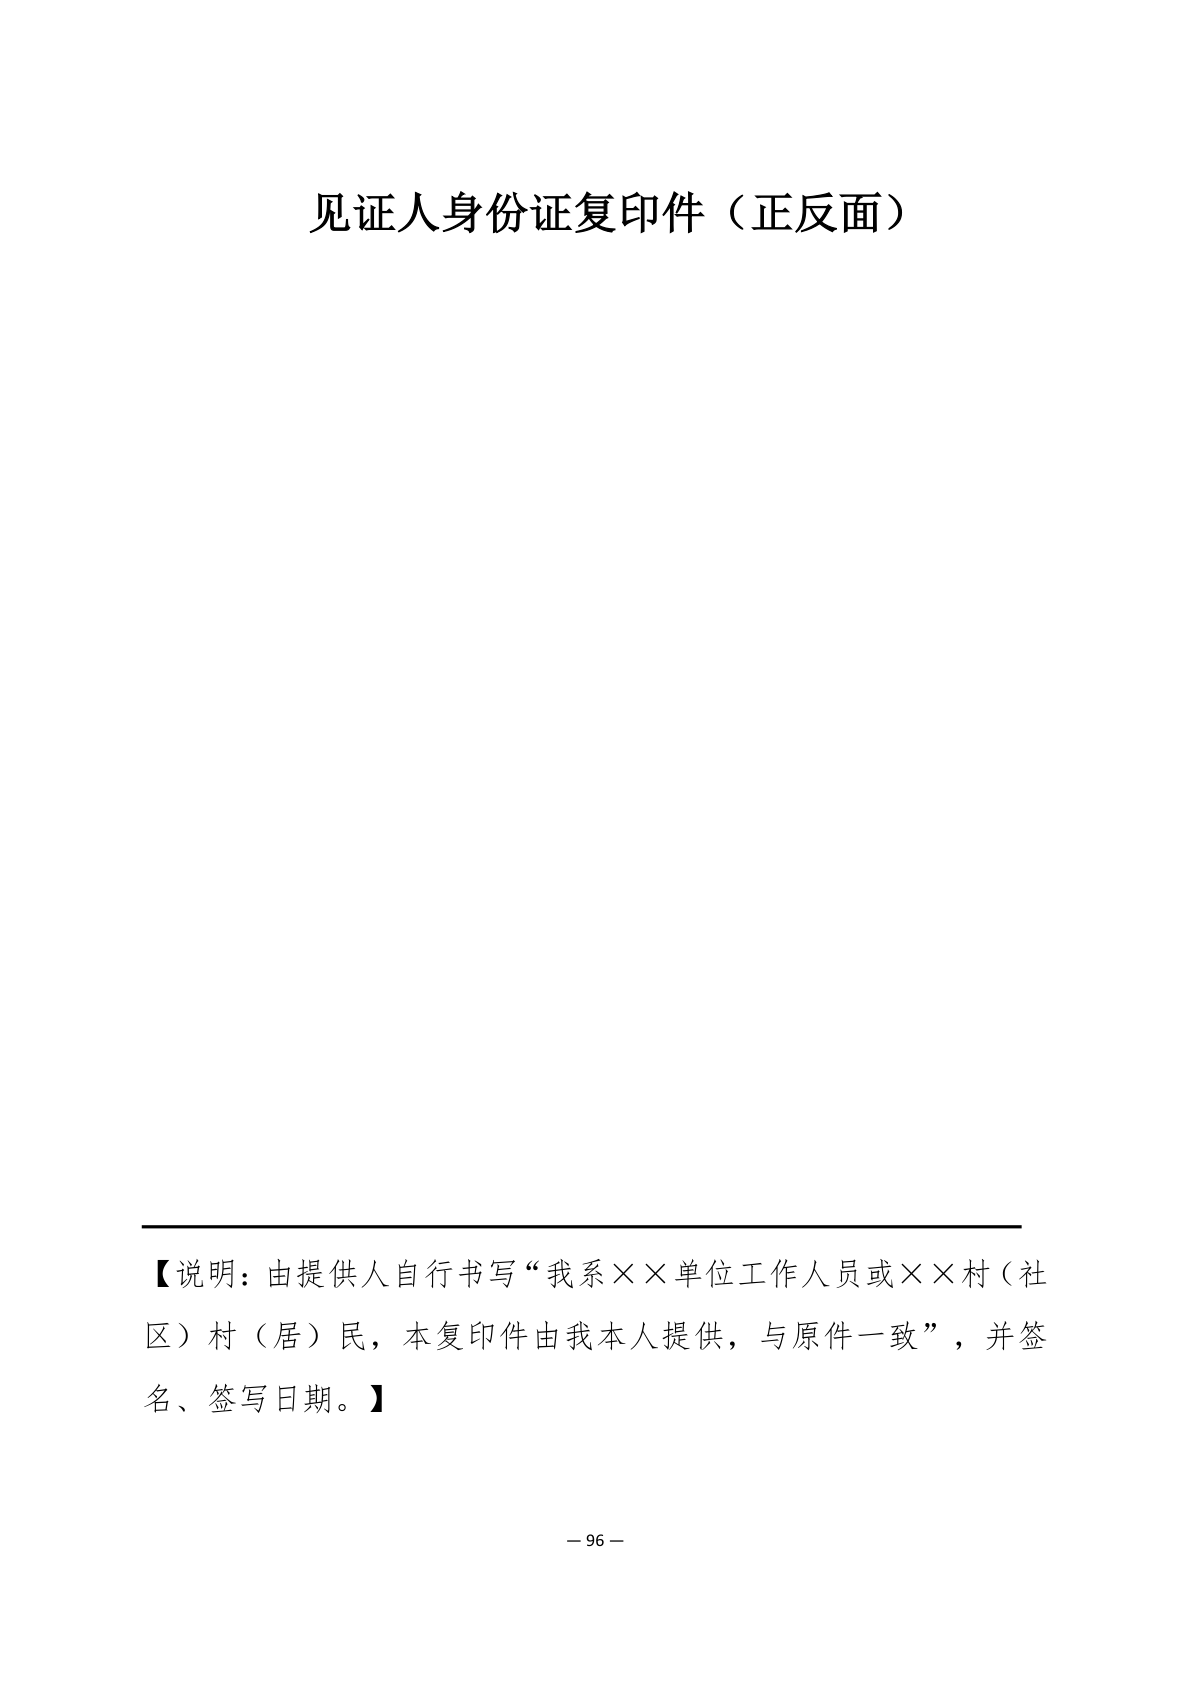 见证人身份证复印件（正反面）
【说明：由提供人自行书写“我系××单位工作人员或××村（社
区）村（居）民，本复印件由我本人提供，与原件一致”，并签
名、签写日期。】
— 96 —